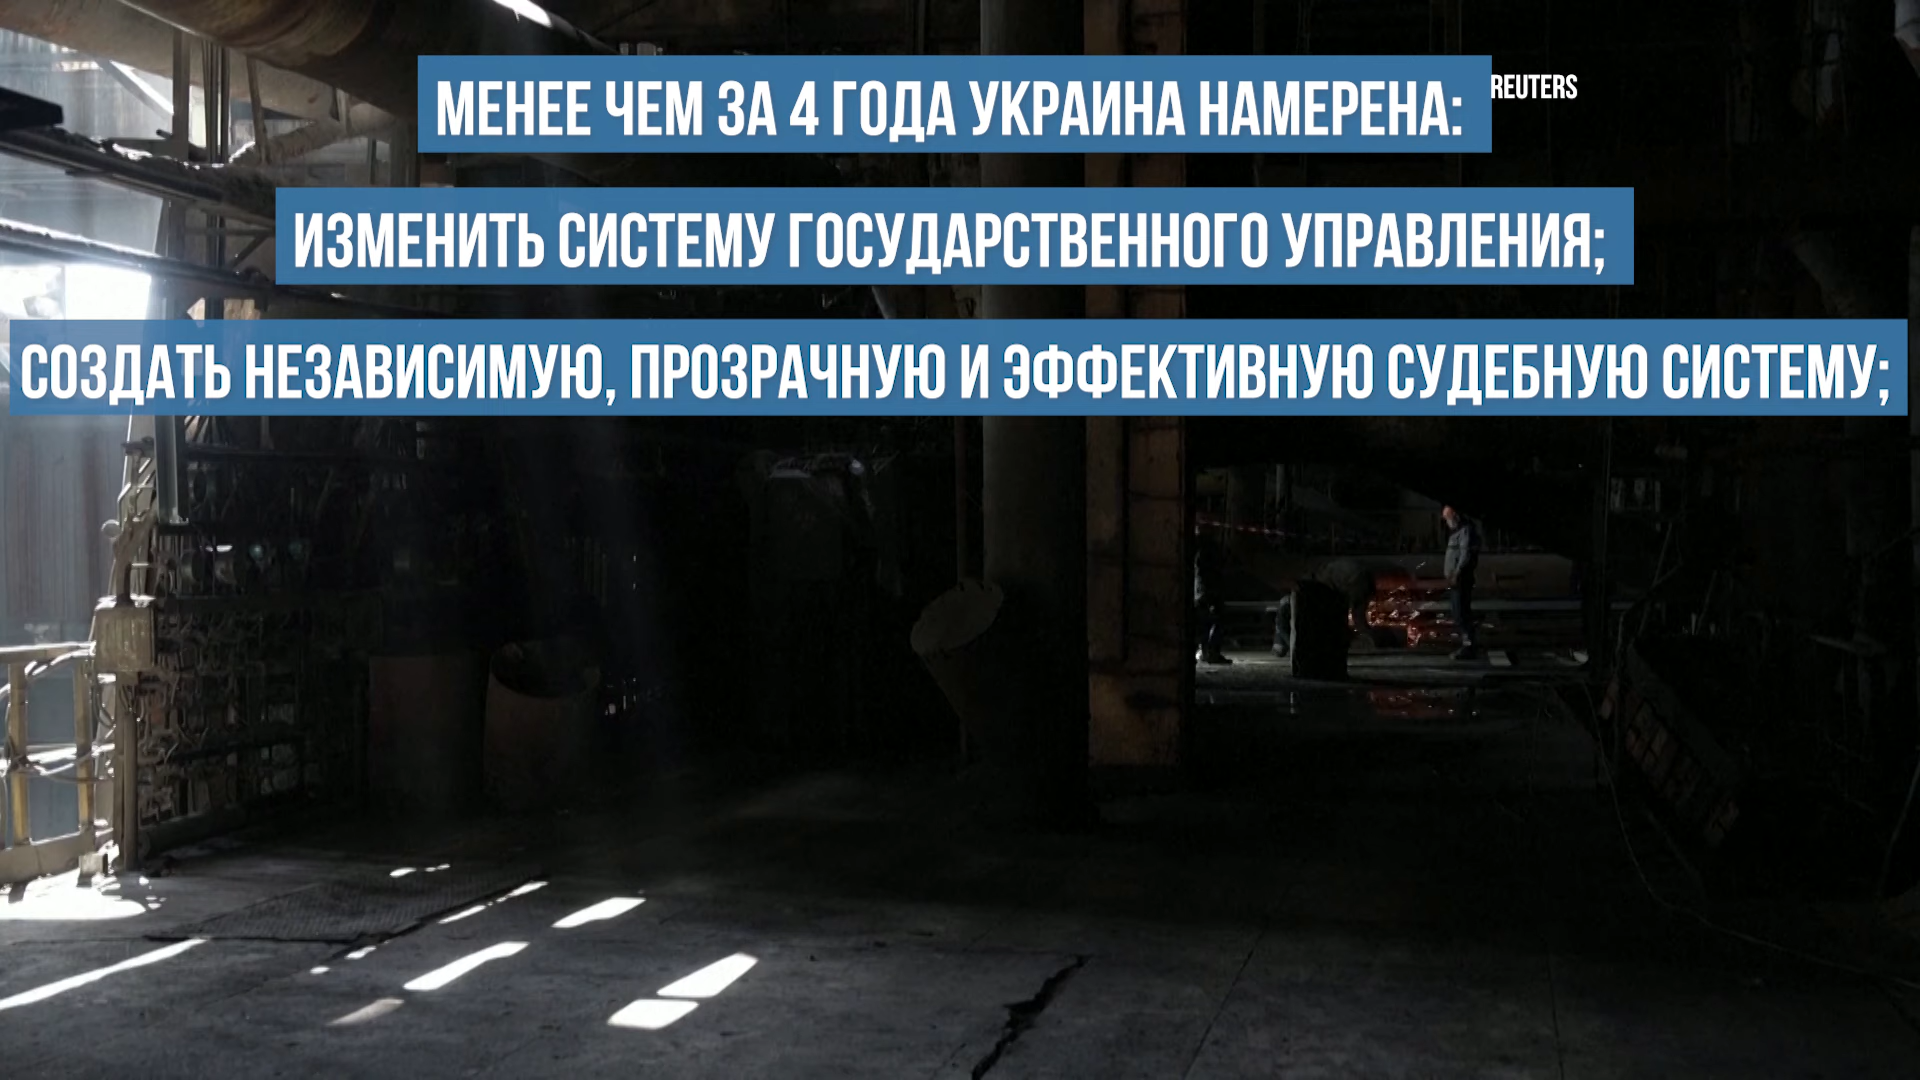 МЕНЕЕ ЧЕМ ЗА 4 ГОДА УКРАИНА НАМЕРЕНА:
REUTERS
ИЗМЕНИТЬ СИСТЕМУ ГОСУДАРСТВЕННОГО УПРАВЛЕНИЯ;
СОЗДАТЬ НЕЗАВИСИМУЮ, ПРОЗРАЧНУЮ И ЭФФЕКТИВНУЮ СУДЕБНУЮ СИСТЕМУ;